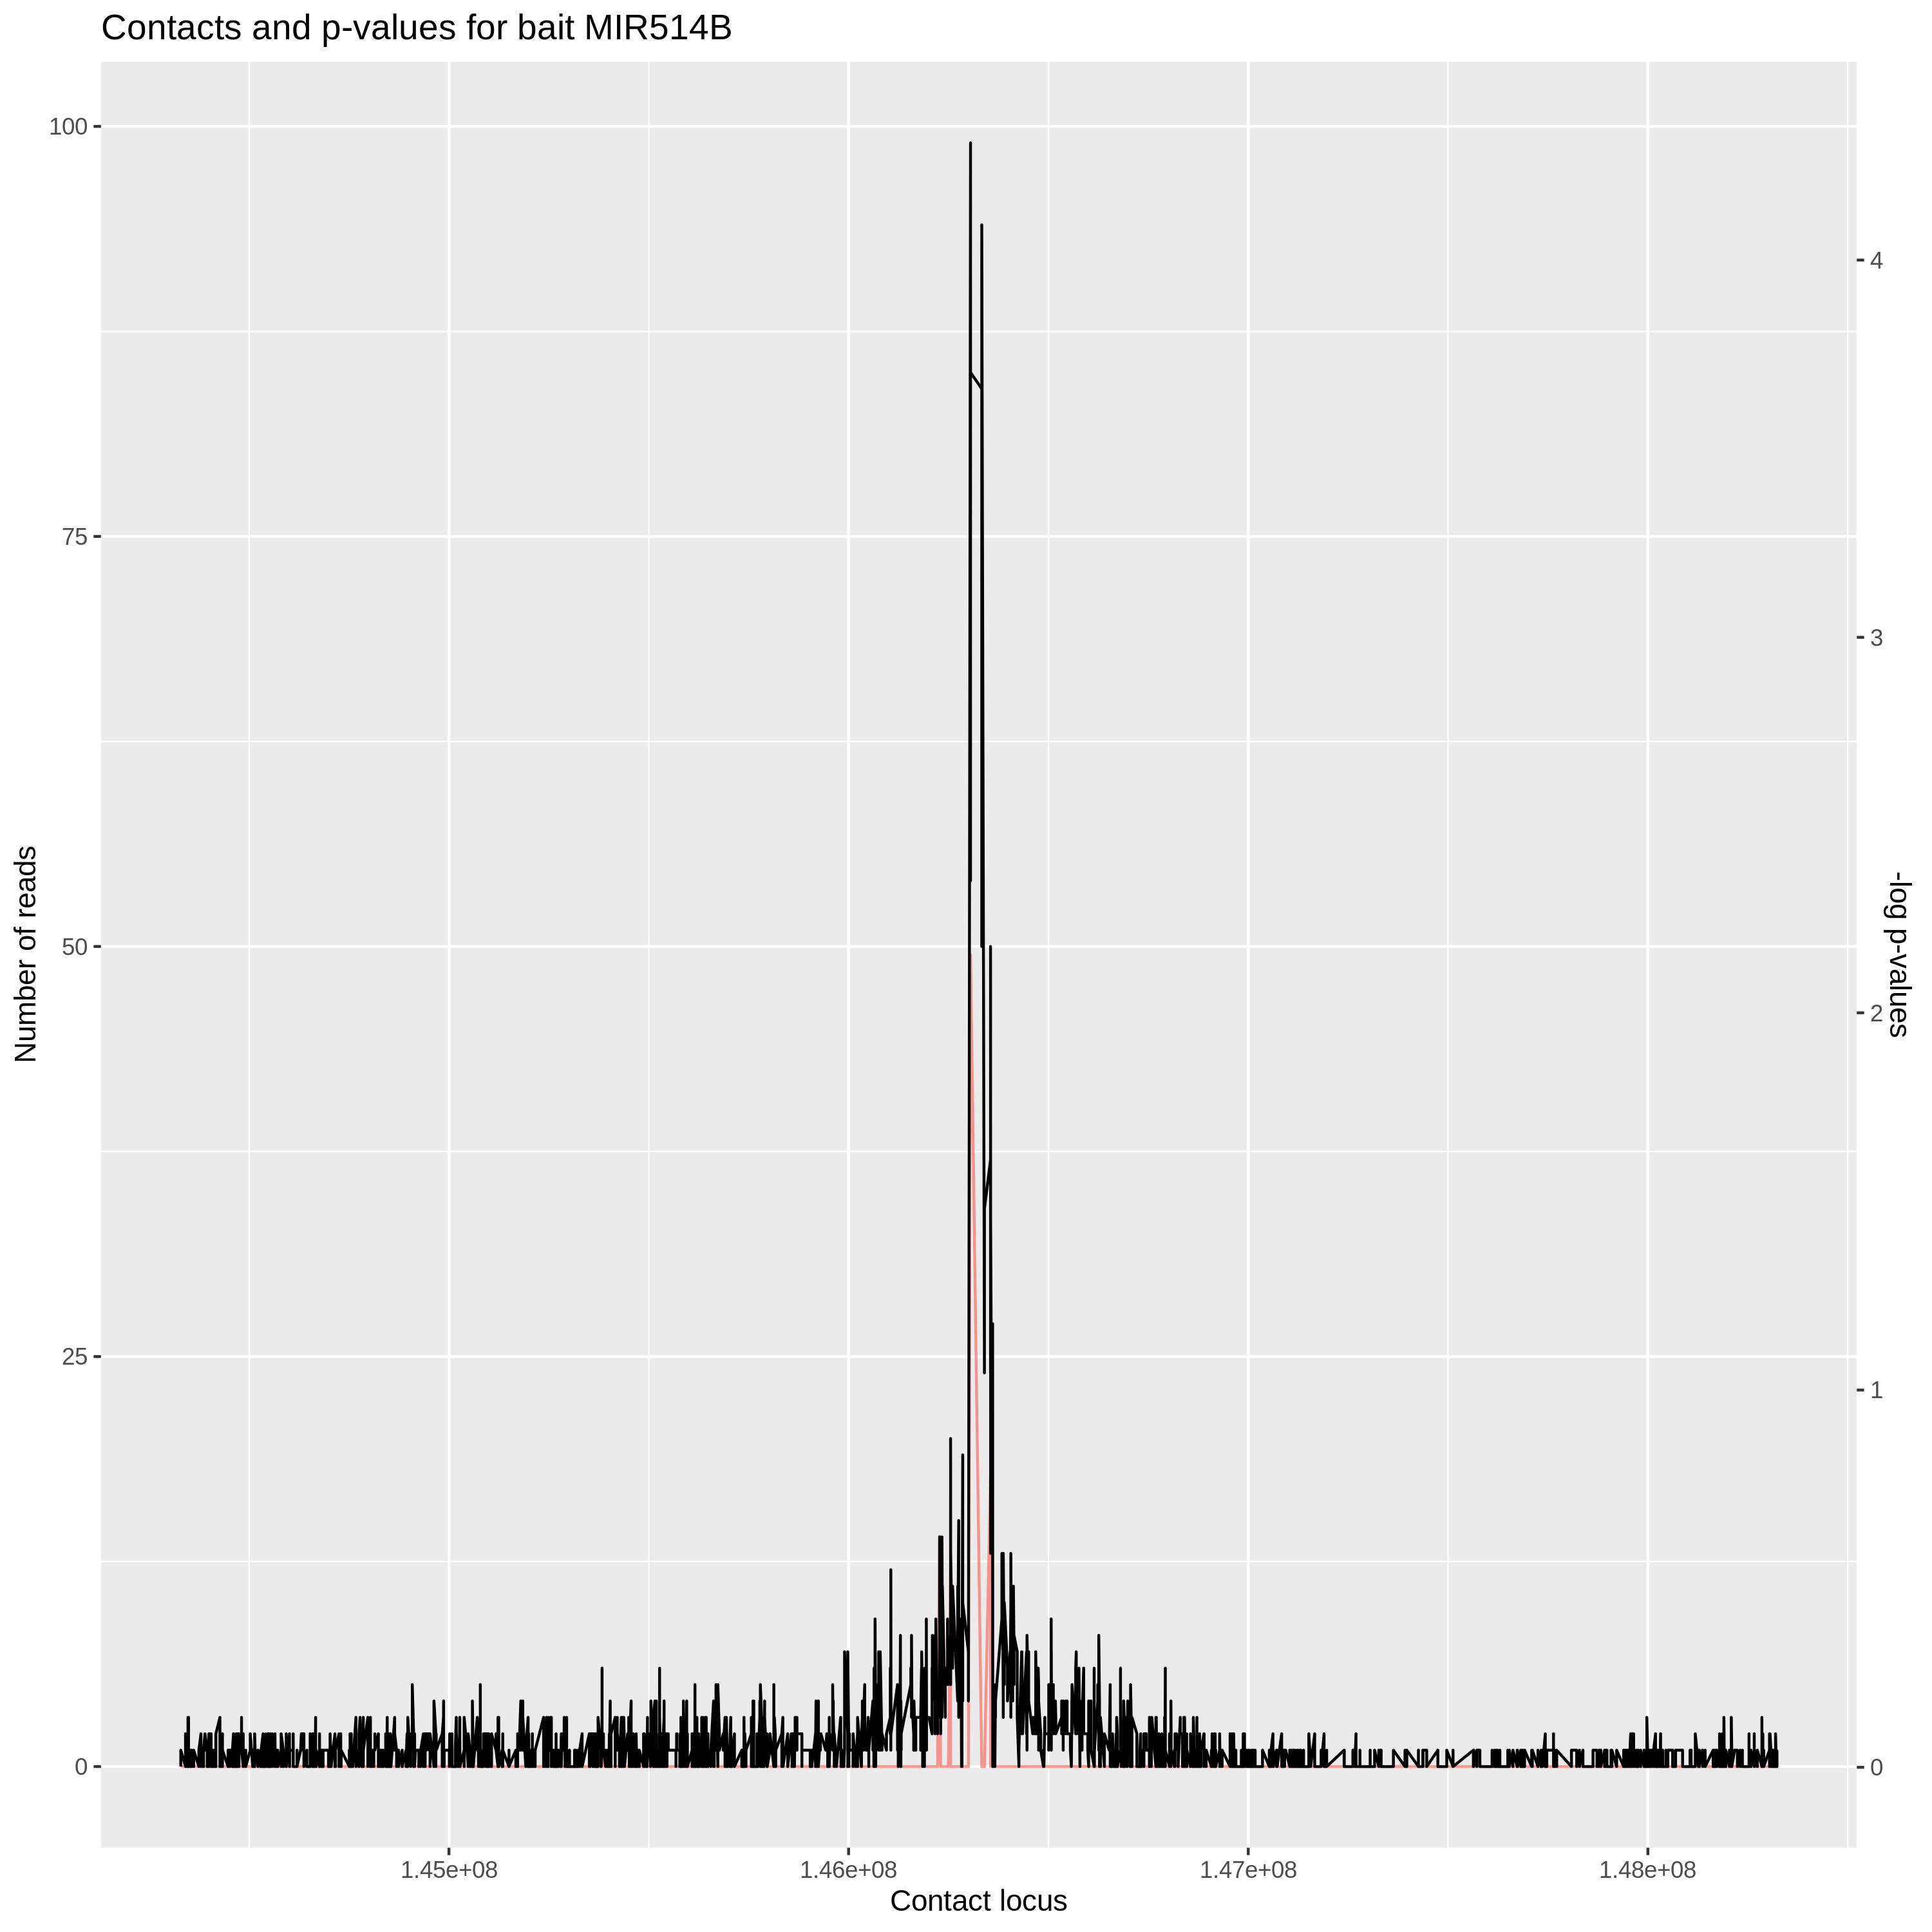 Contacts and p-values for bait MIR514B
100
75
50
25
0
Number of reads
4
3
2
1
0
-log p-values
1.45e+08
1.46e+08
1.47e+08
1.48e+08
Contact locus